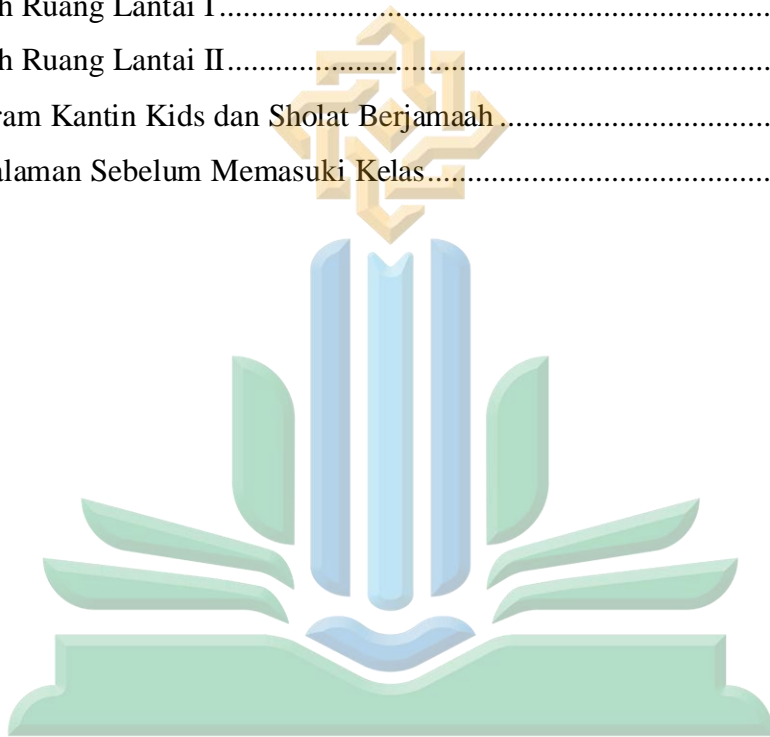 h Ruang Lantai I........................................................................
h Ruang Lantai II.......................................................................
ram Kantin Kids dan Sholat Berjamaah ...................................
alaman Sebelum Memasuki Kelas............................................